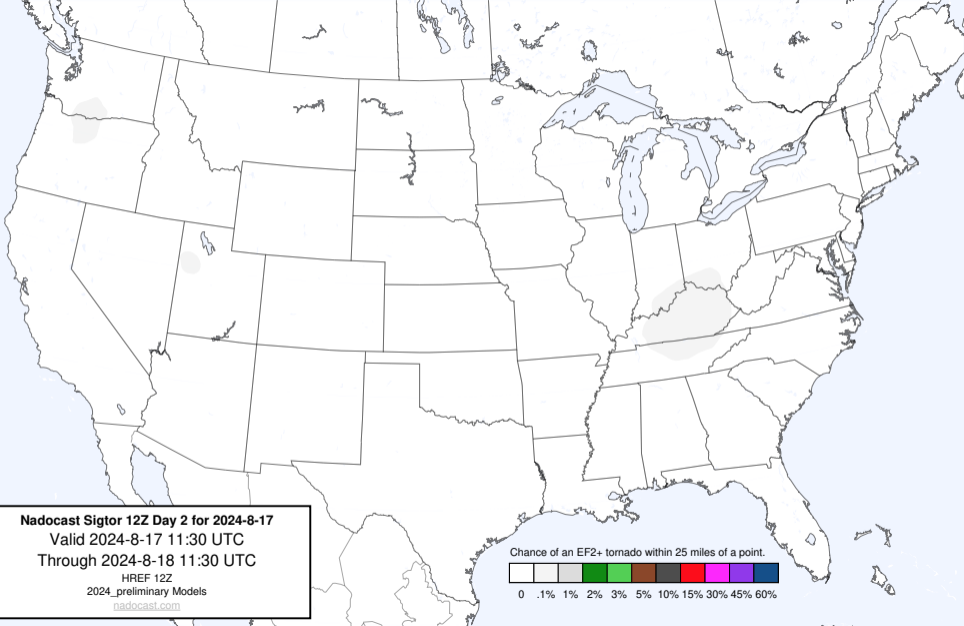 Nadocast Sigtor 12Z Day 2 for 2024-8-17
Valid 2024-8-17 11:30 UTC
Through 2024-8-18 11:30 UTC
HREF 12Z
2024_preliminary Models
nadocast.com
Chance of an EF2+ tornado within 25 miles of a point.
0 .1% 1% 2% 3% 5% 10% 15% 30% 45% 60%